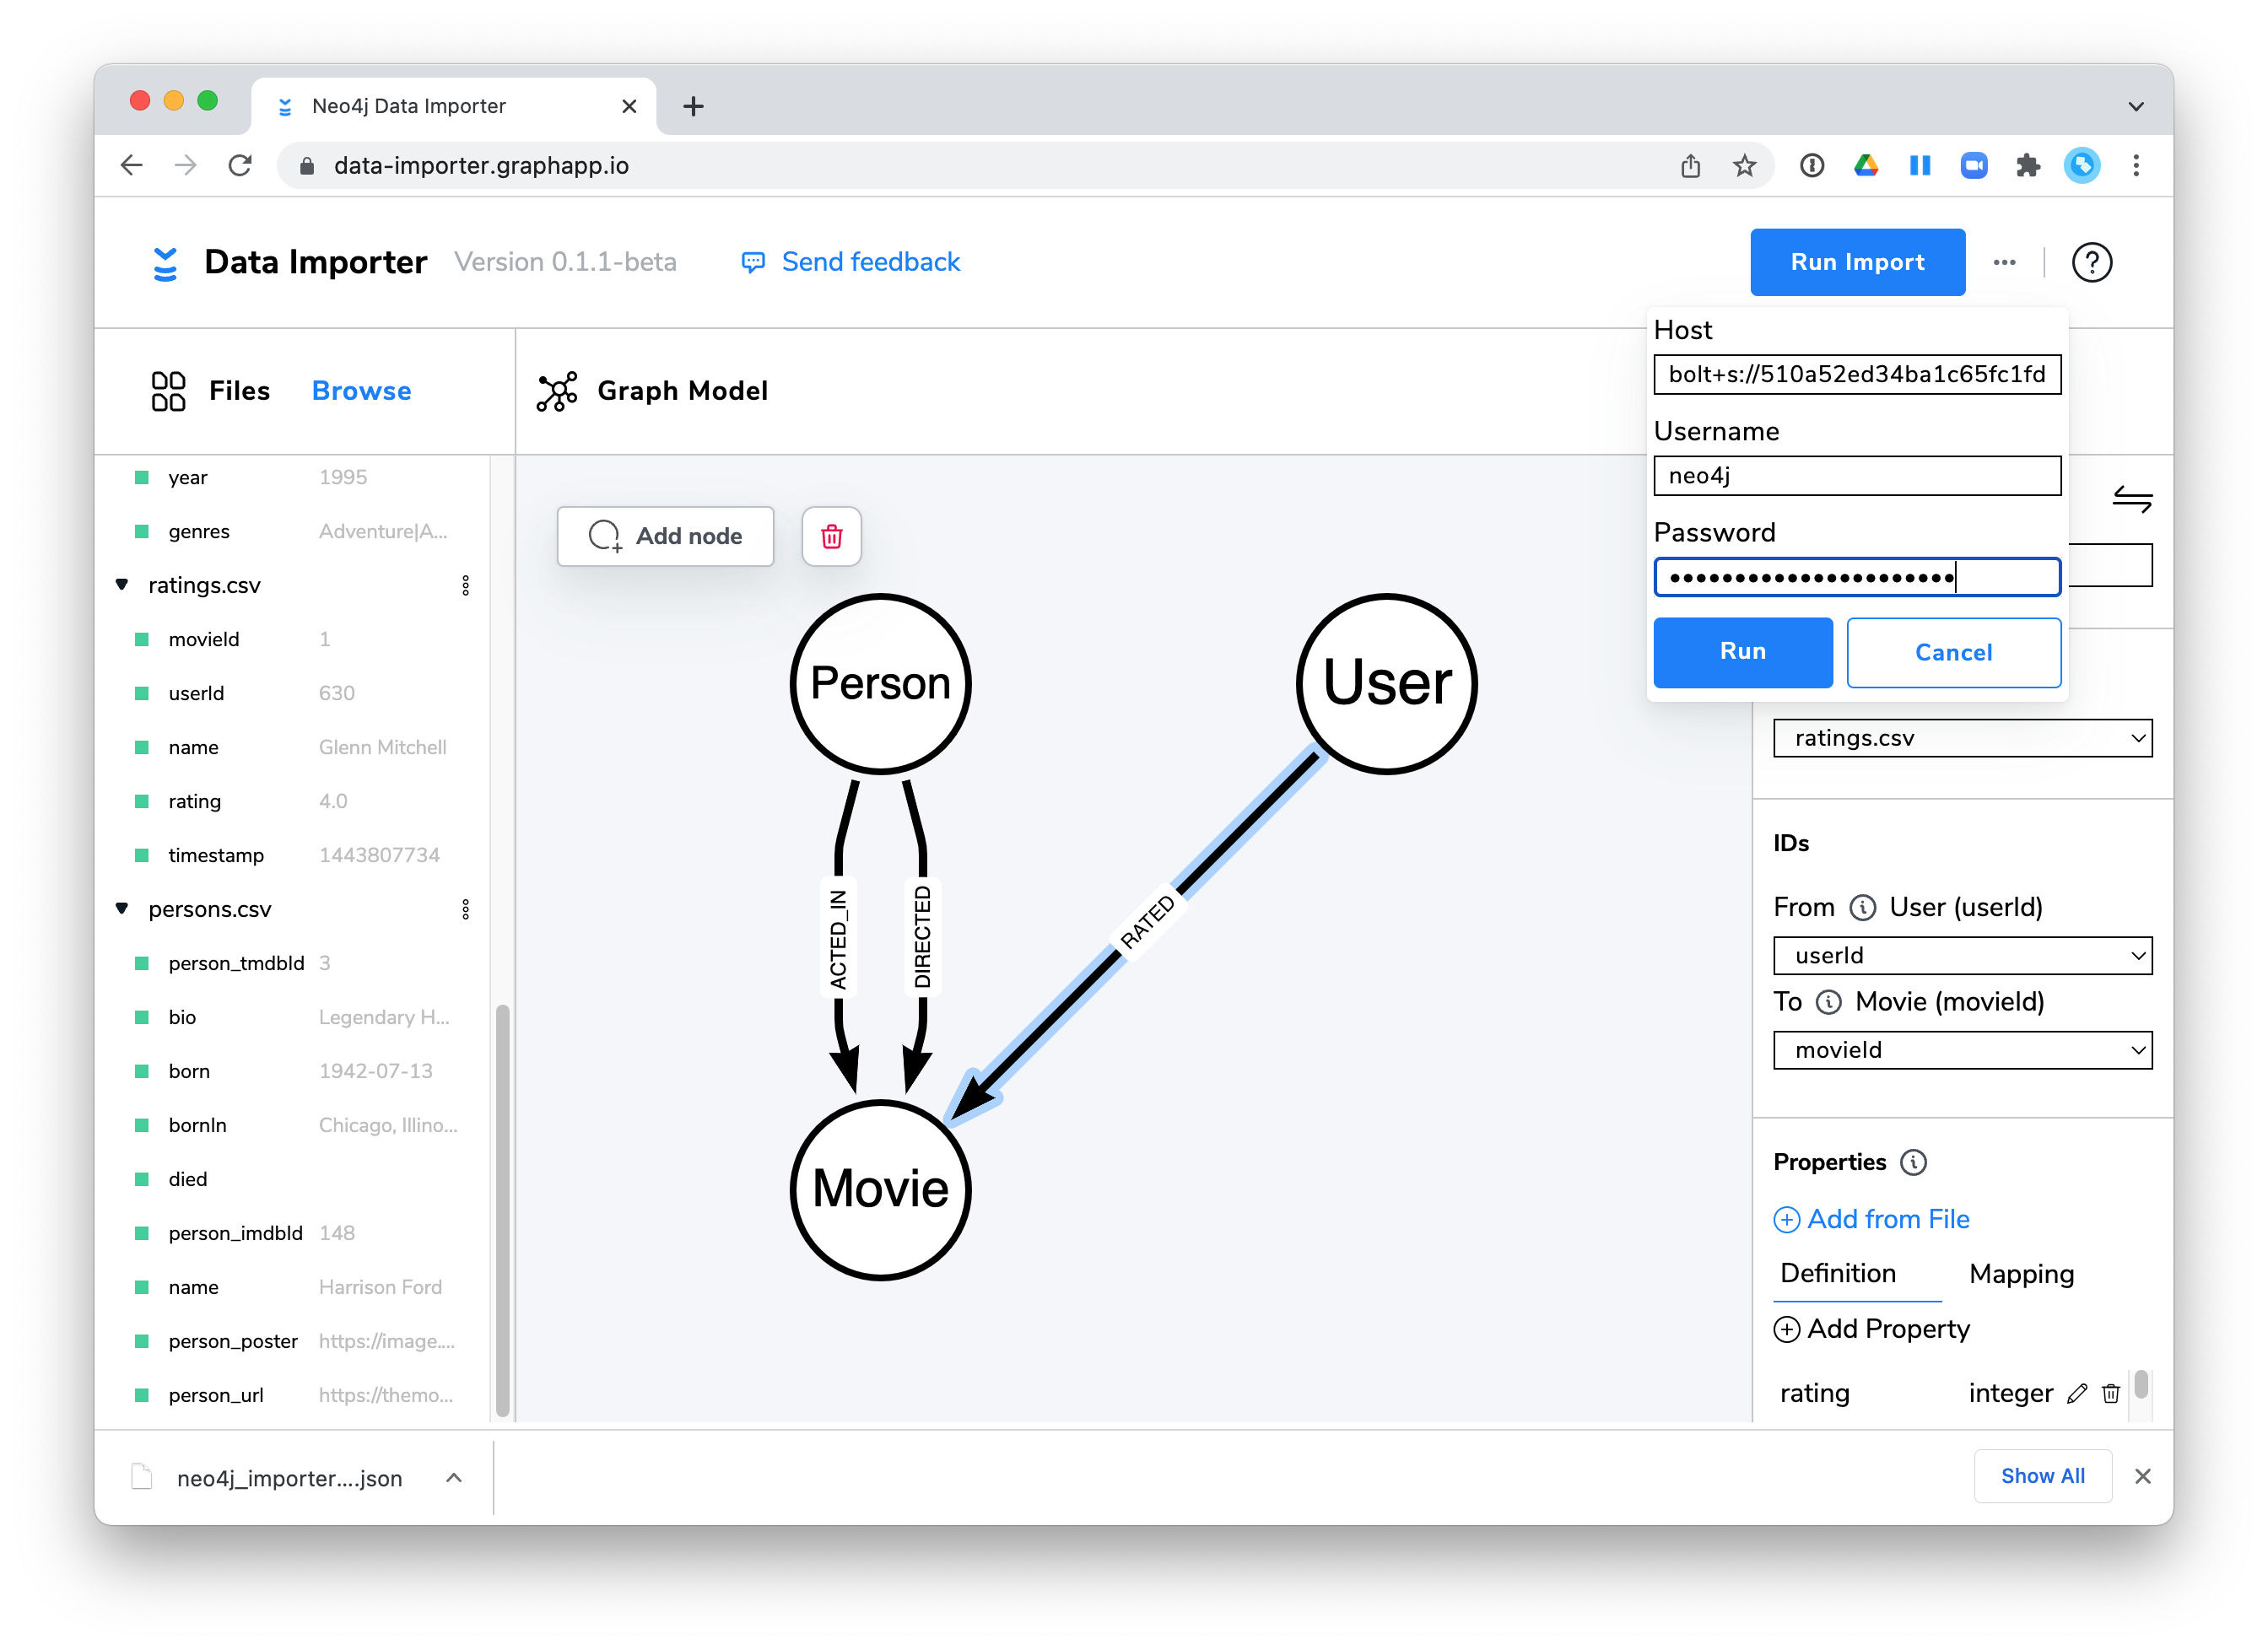 Neo4j Data Importer
data-importer.graphapp.io
Data Importer
Version 0.1.1-beta
Send feedback
Run Import
Files
Browse
Graph Model
year 1995
genres Adventure|A...
ratings.csv
movieId 1
userId 630
name Glenn Mitchell
rating 4.0
timestamp 1443807734
persons.csv
person_tmdbId 3
bio Legendary H...
born 1942-07-13
bornIn Chicago, Illino...
died
person_imdbId 148
name Harrison Ford
person_poster https://image....
person_url https://themo...
Add node
Person
User
ACTED_IN
DIRECTED
RATED
Movie
Host
bolt+s://510a52ed34ba1c65fc1fd
Username
neo4j
Password
Run
Cancel
ratings.csv
IDs
From User (userId)
userId
To Movie (movieId)
movieId
Properties
Add from File
Definition
Mapping
Add Property
rating integer
neo4j_importer....json
Show All